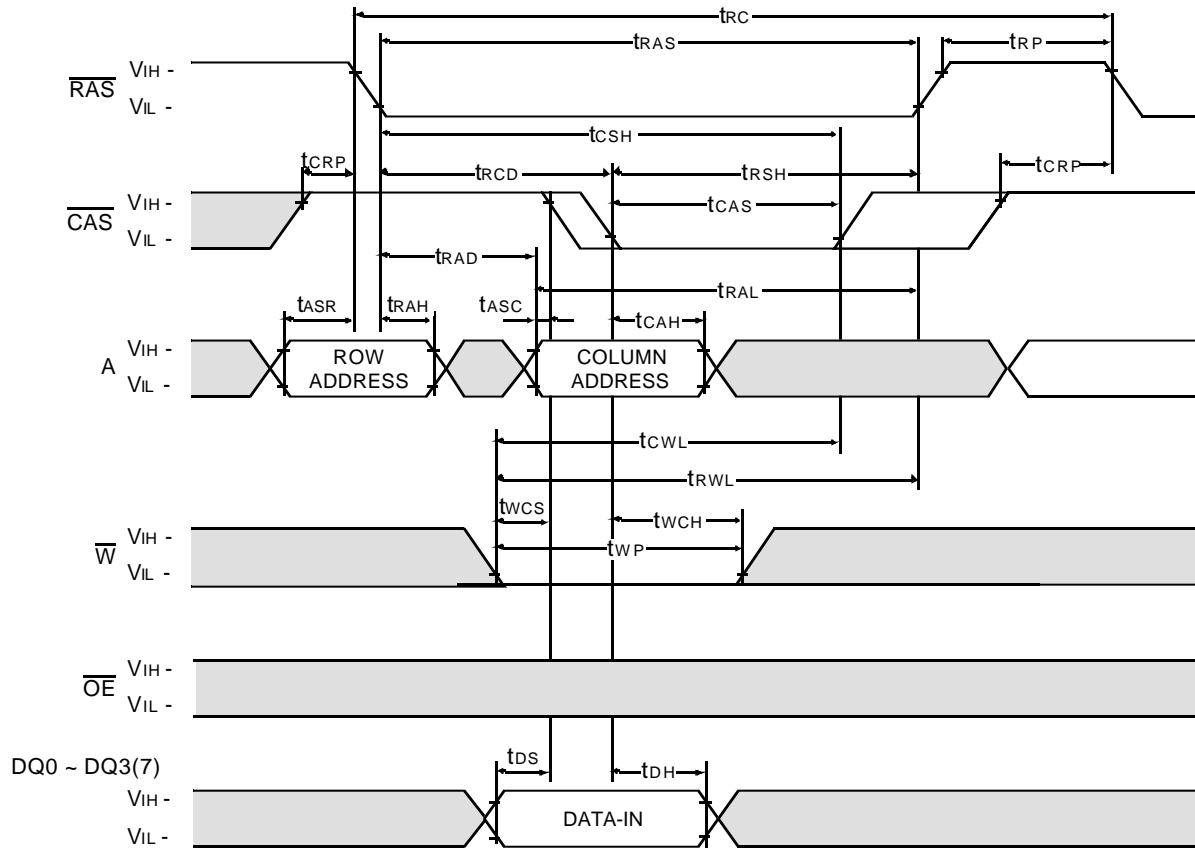 tRC
tRAS
tRP
RAS
VIH -
VIL -
tCSH
tCRP
tRCD
tRSH
tCRP
CAS
VIH -
VIL -
tCAS
tRAD
tRAL
tASR
tRAH
tASC
tCAH
A
VIH -
VIL -
ROW
ADDRESS
COLUMN
ADDRESS
tCWL
tRWL
tWCS
tWCH
W
VIH -
VIL -
tWP
OE
VIH -
VIL -
DQ0 ~ DQ3(7)
tDS
tDH
VIH -
VIL -
DATA-IN